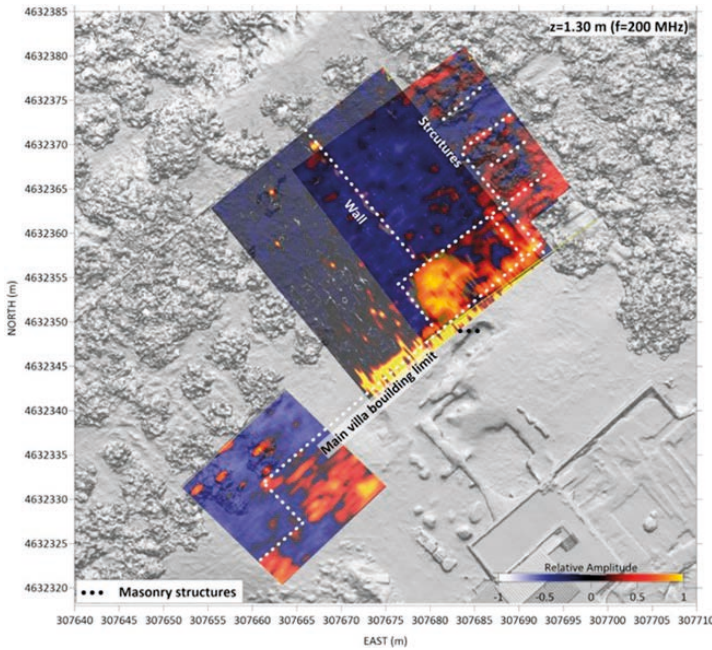 4632385
4632380
4632375
4632370
4632365
4632360
4632355
4632350
4632345
4632340
4632335
4632330
4632325
4632320
NORTH (m)
z=1.30 m (f=200 MHz)
Strcutures
Wall
Main villa bouilding limit
Masonry structures
Relative Amplitude
-1 -0.5 0 0.5 1
307640 307645 307650 307655 307660 307665 307670 307675 307680 307685 307690 307695 307700 307705 307710
EAST (m)